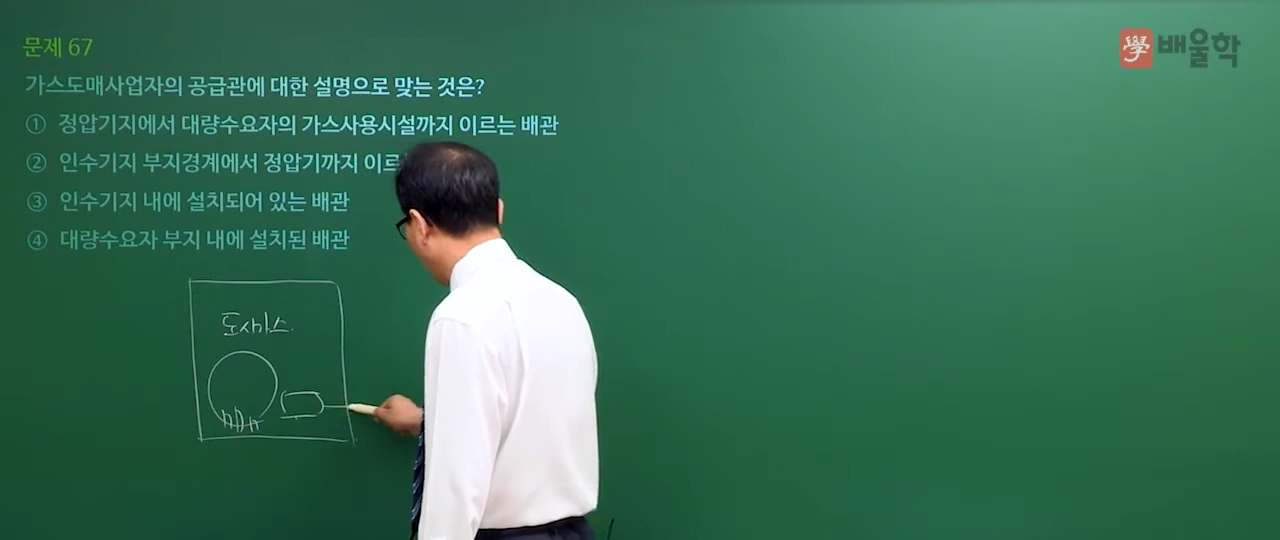 문제 67
學 배울학
가스도매사업자의 공급관에 대한 설명으로 맞는 것은?
① 정압기지에서 대량수요자의 가스사용시설까지 이르는 배관
② 인수기지 부지경계에서 정압기까지 이르
③ 인수기지 내에 설치되어 있는 배관
④ 대량수요자 부지 내에 설치된 배관
도시가스